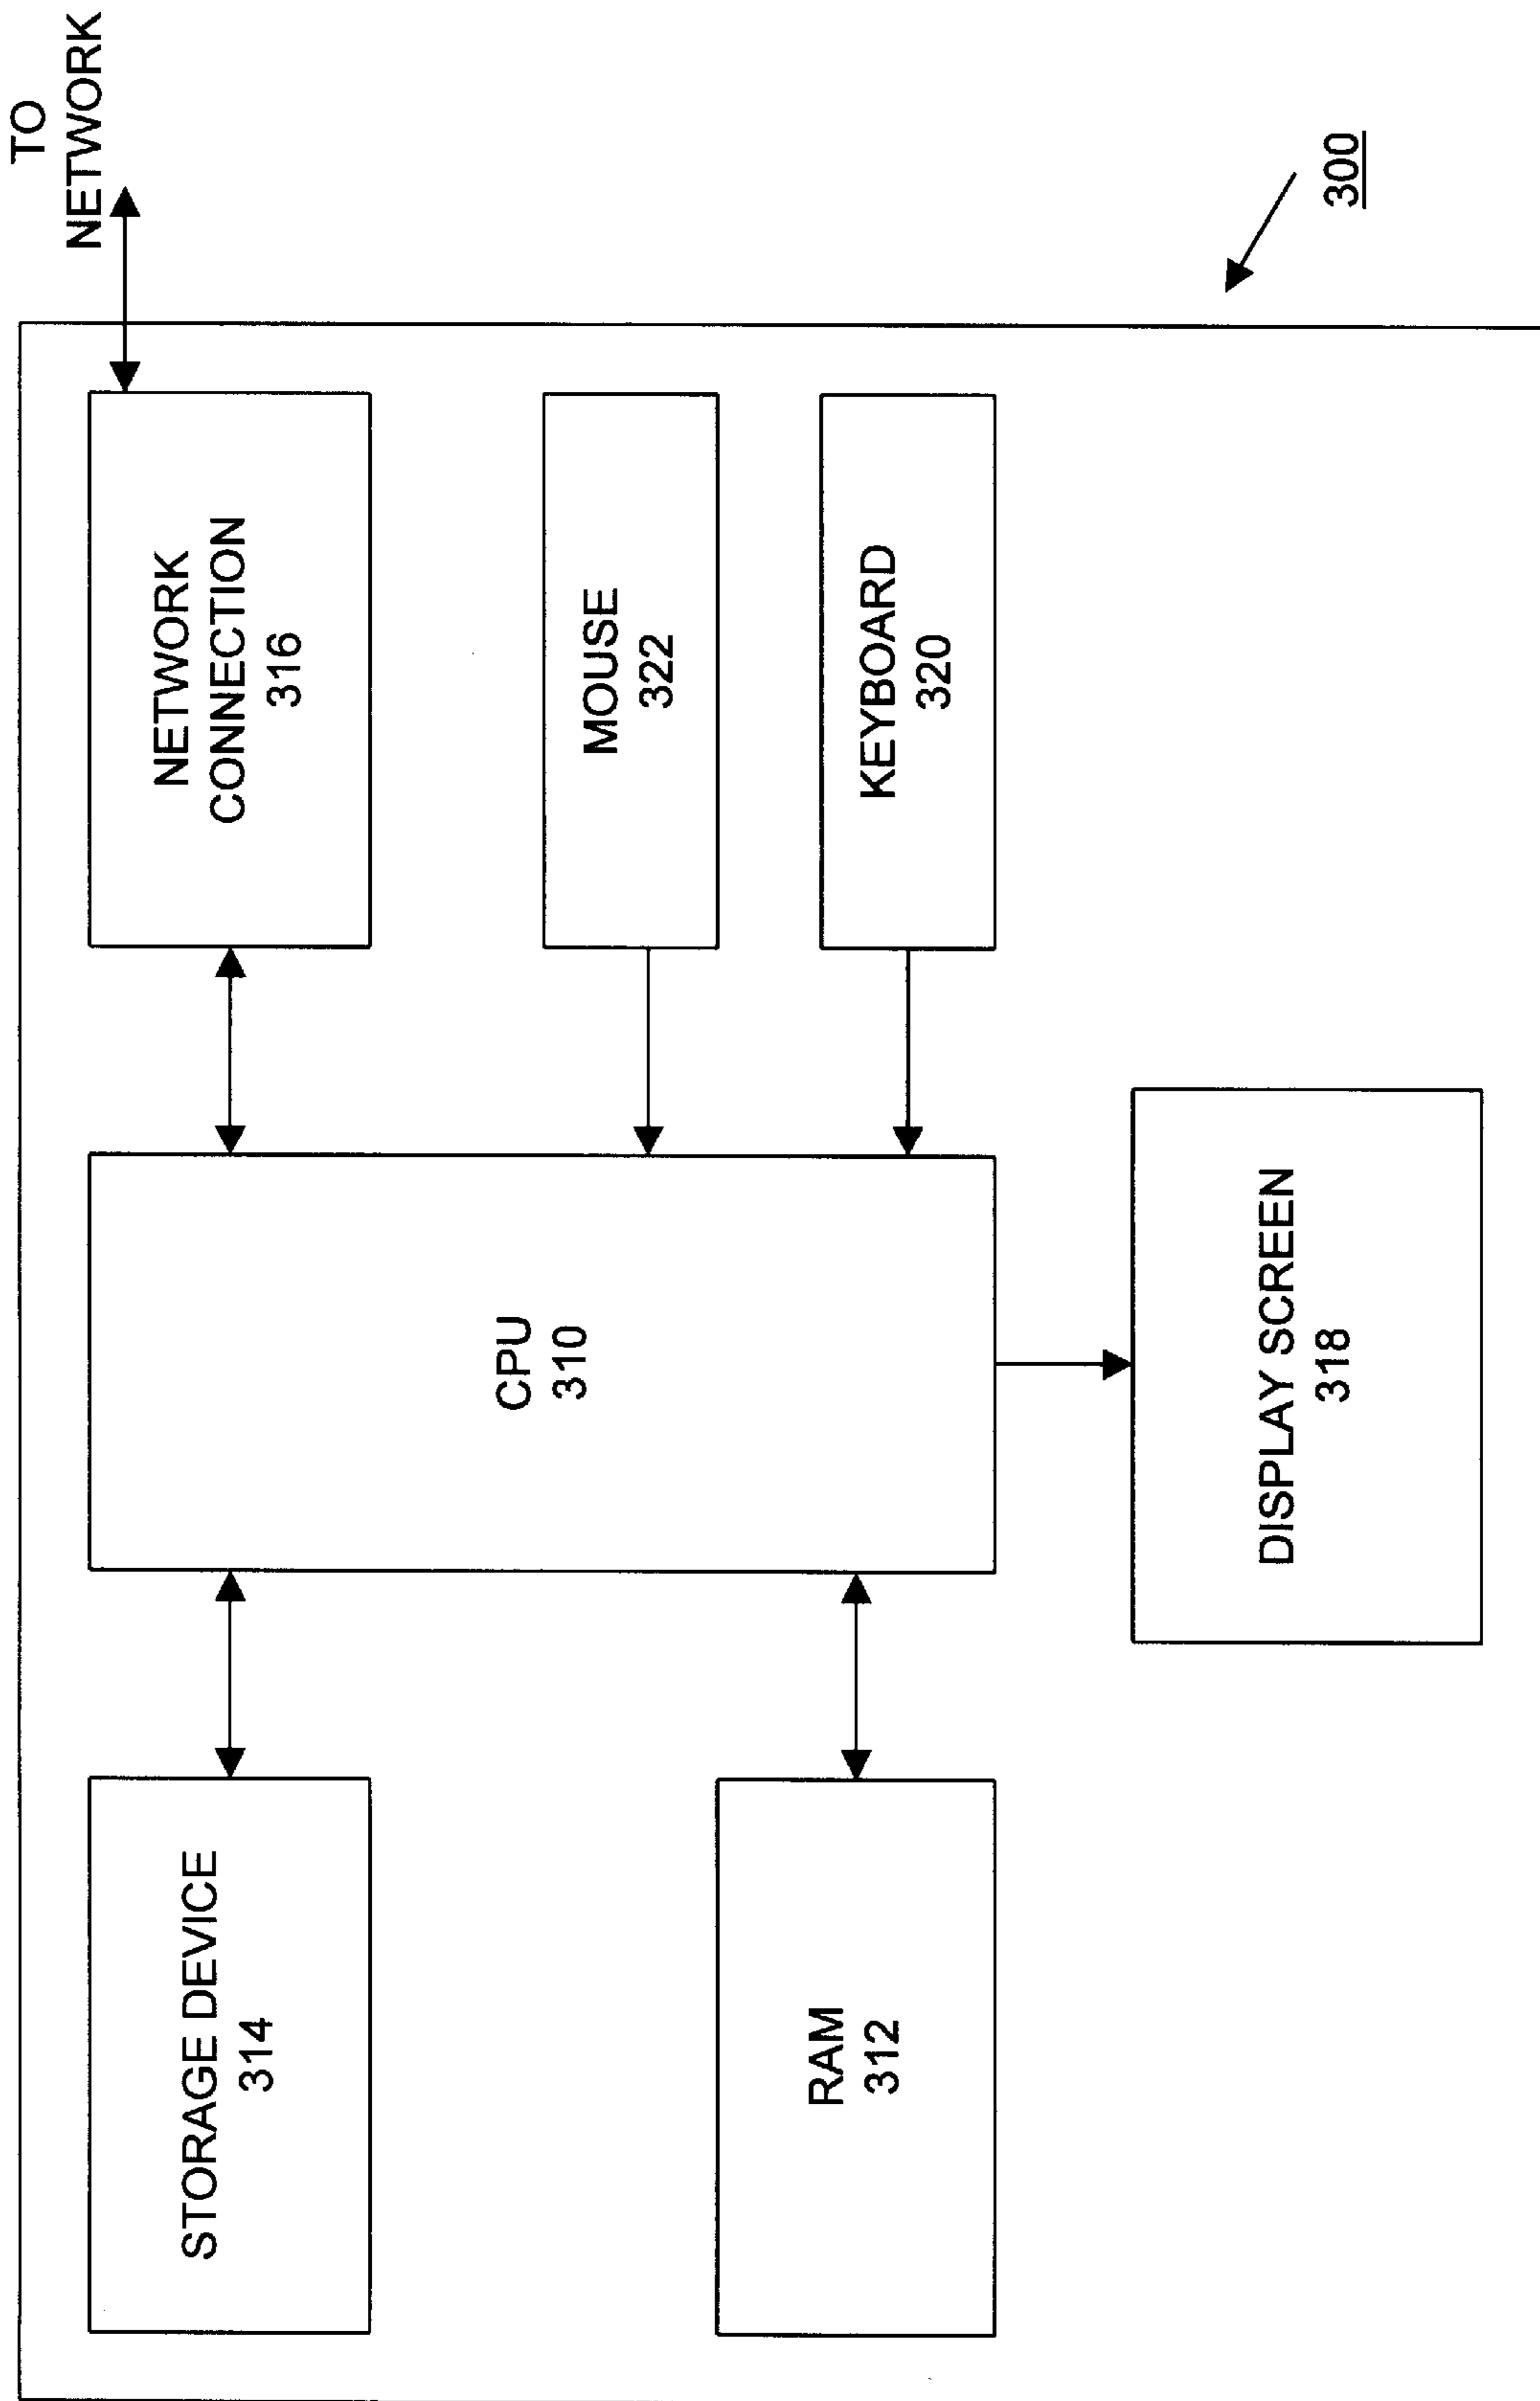 TO
NETWORK
STORAGE DEVICE
314
CPU
310
NETWORK
CONNECTION
316
MOUSE
322
RAM
312
KEYBOARD
320
DISPLAY SCREEN
318
300